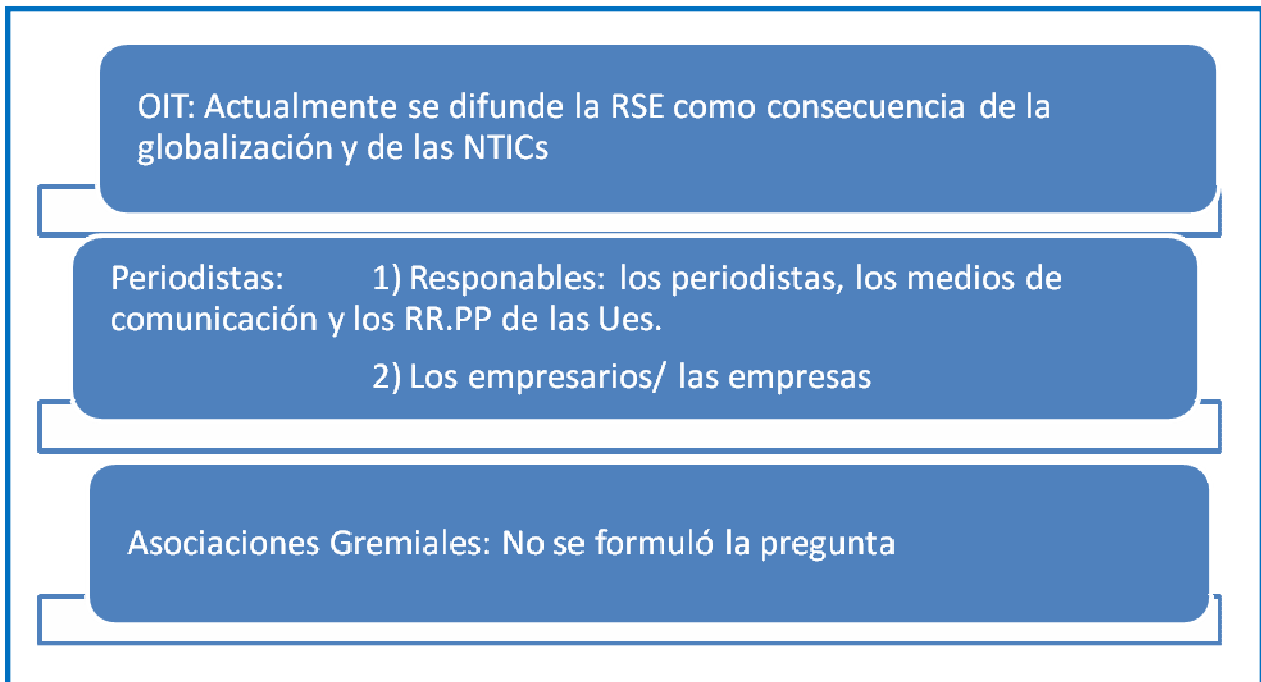 OIT: Actualmente se difunde la RSE como consecuencia de la
globalización y de las NTICs
Periodistas: 1) Responables: los periodistas, los medios de
comunicación y los RR.PP de las Ues.
2) Los empresarios/ las empresas
Asociaciones Gremiales: No se formuló la pregunta